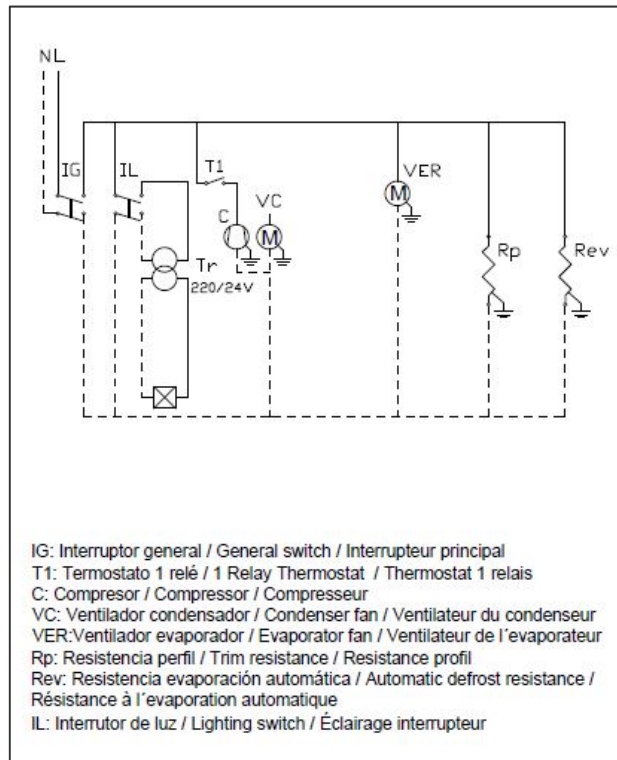 NL
IG
IL
T1
VER
VC
C
Tr
220/24V
Rp
Rev
M
M
IG: Interruptor general / General switch / Interrupteur principal
T1: Termostato 1 relé / 1 Relay Thermostat / Thermostat 1 relais
C: Compresor / Compressor / Compresseur
VC: Ventilador condensador / Condenser fan / Ventilateur du condenseur
VER:Ventilador evaporador / Evaporator fan / Ventilateur de l´evaporateur
Rp: Resistencia perfil / Trim resistance / Resistance profil
Rev: Resistencia evaporación automática / Automatic defrost resistance /
Résistance à l´evaporation automatique
IL: Interrutor de luz / Lighting switch / Éclairage interrupteur